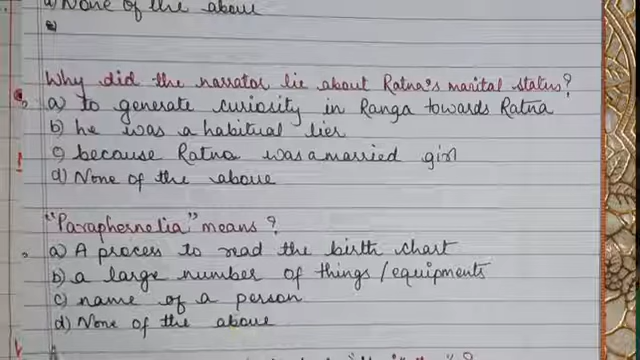 d) None of the above
Why did the narrator lie about Ratna's marital status?
a) to generate curiosity in Ranga towards Ratna
b) he was a habitual lier
c) because Ratna was a married girl
d) None of the above
"Paraphernelia" means?
a) A process to read the birth chart
b) a large number of things/equipments
c) name of a person
d) None of the above